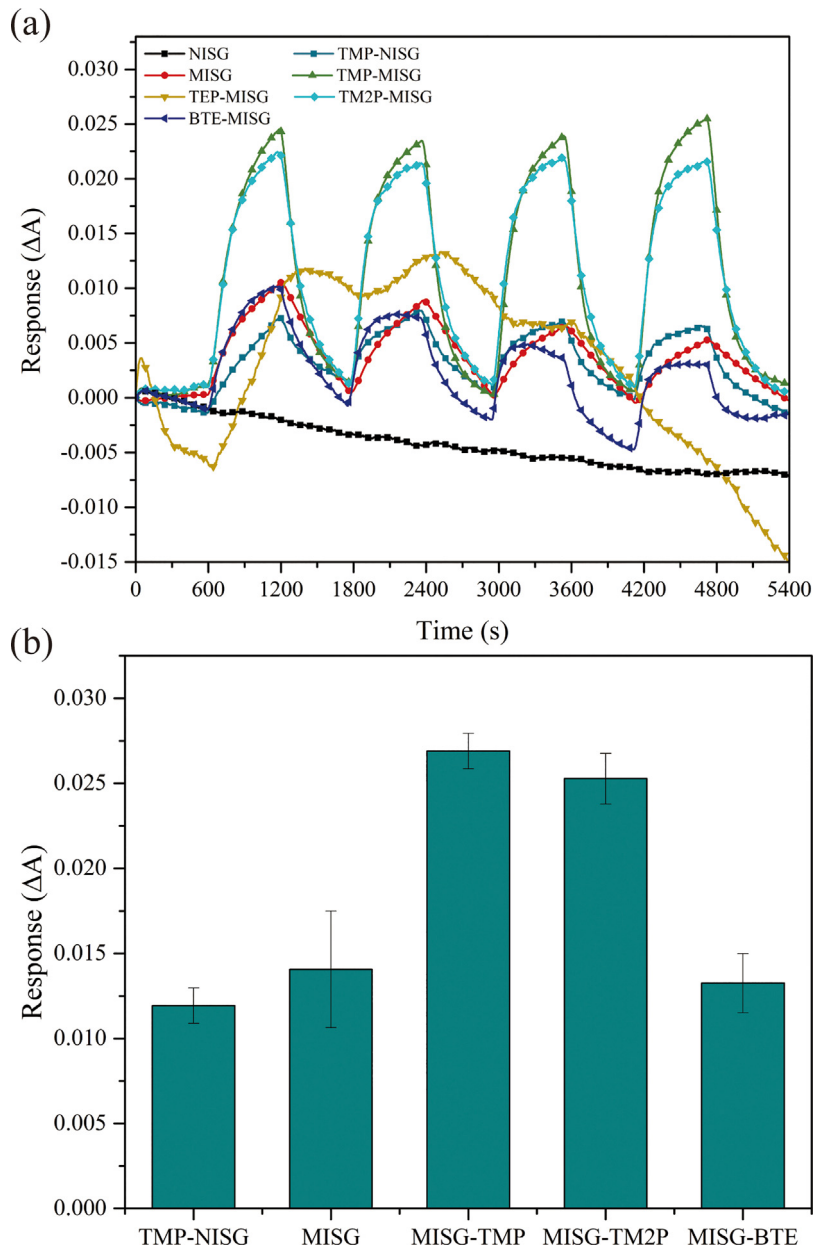 (a)
NISG
TMP-NISG
MISG
TMP-MISG
TEP-MISG
TM2P-MISG
BTE-MISG
0.030
0.025
0.020
0.015
0.010
0.005
0.000
-0.005
-0.010
-0.015
Response (ΔA)
0 600 1200 1800 2400 3000 3600 4200 4800 5400
Time (s)
(b)
0.030
0.025
0.020
0.015
0.010
0.005
0.000
Response (ΔA)
TMP-NISG MISG MISG-TMP MISG-TM2P MISG-BTE